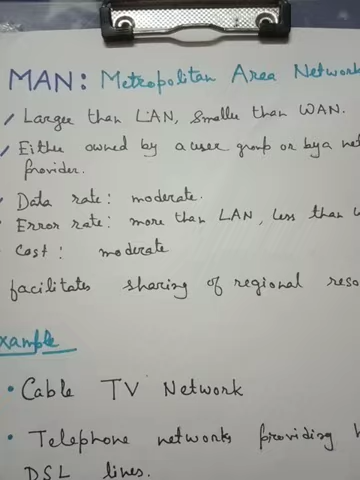 MAN: Metropolitan Area Network
Larger than LAN, Smaller than WAN.
Either owned by a user group or by a
provider.
Data rate: moderate.
Error rate: more than LAN, less than
Cost: moderate
facilitates sharing of regional
xample
• Cable TV Network
• Telephone networks providing
DSL lines.